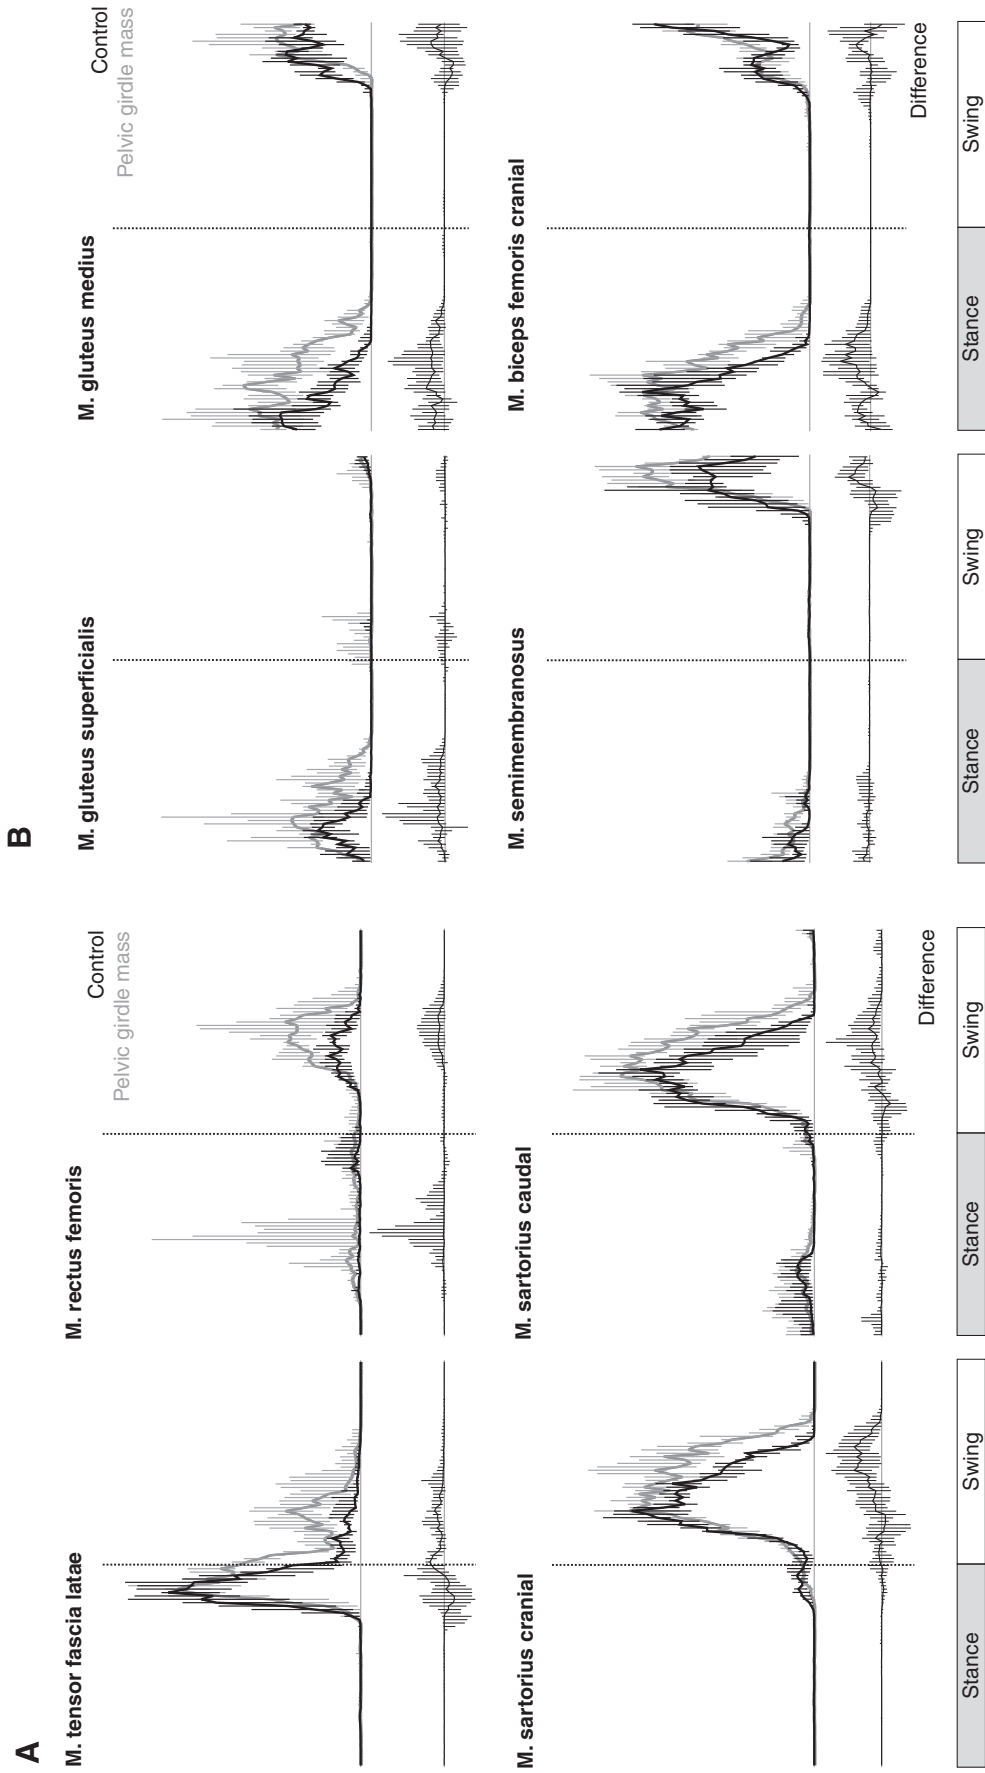 A
M. tensor fascia latae
M. rectus femoris
Control
Pelvic girdle mass
M. sartorius cranial
M. sartorius caudal
Difference
Stance
Swing
Stance
Swing
B
M. gluteus superficialis
M. gluteus medius
Control
Pelvic girdle mass
M. semimembranosus
M. biceps femoris cranial
Difference
Stance
Swing
Stance
Swing